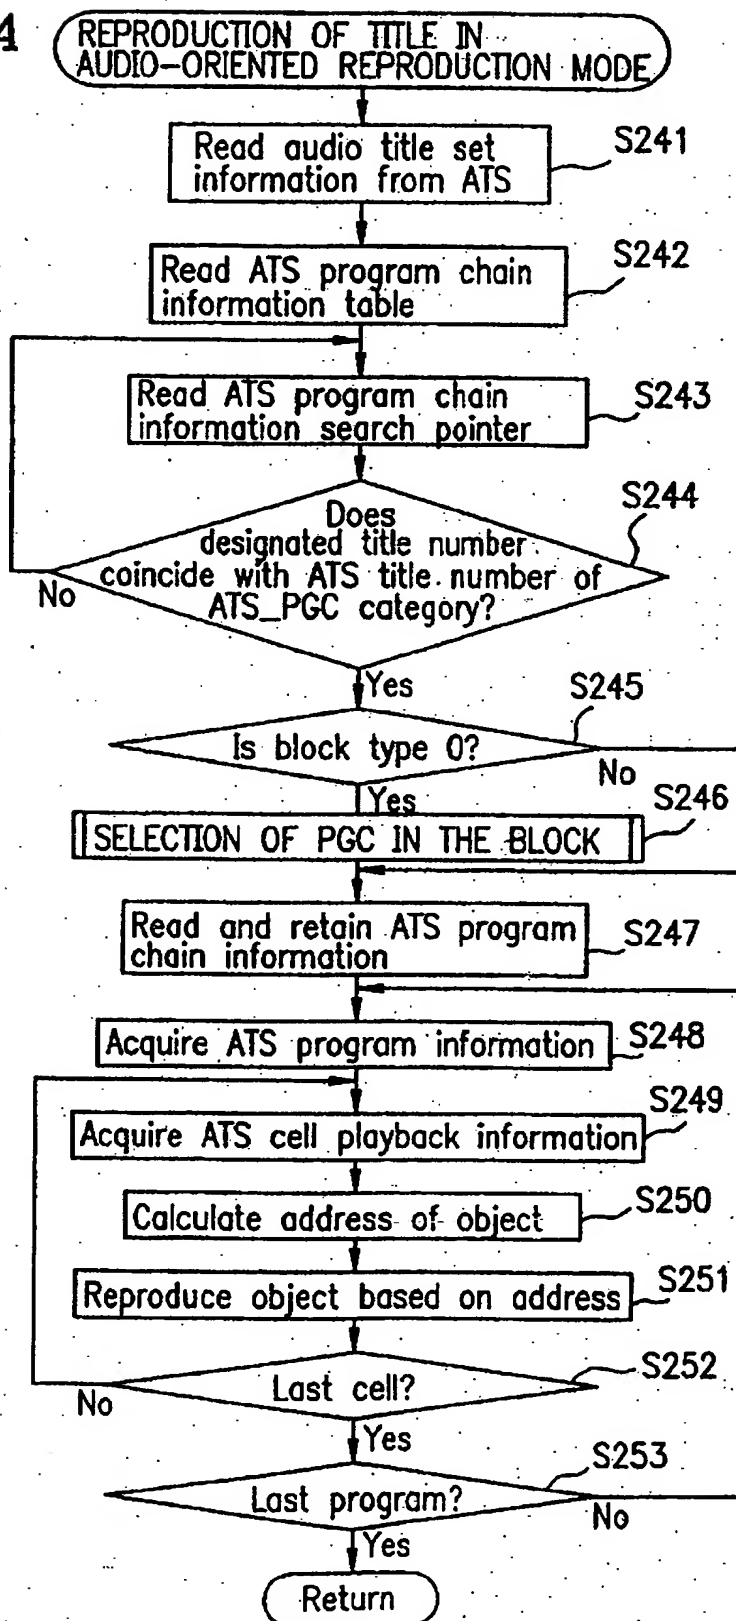 4
REPRODUCTION OF TITLE IN
AUDIO-ORIENTED REPRODUCTION MODE
Read audio title set
information from ATS
S241
Read ATS program chain
information table
S242
Read ATS program chain
information search pointer
S243
Does
designated title number
coincide with ATS title number of
ATS_PGC category?
S244
No
Yes
Is block type 0?
S245
No
Yes
SELECTION OF PGC IN THE BLOCK
S246
Read and retain ATS program
chain information
S247
Acquire ATS program information
S248
Acquire ATS cell playback information
S249
Calculate address of object
S250
Reproduce object based on address
S251
Last cell?
S252
No
Yes
Last program?
S253
No
Yes
Return